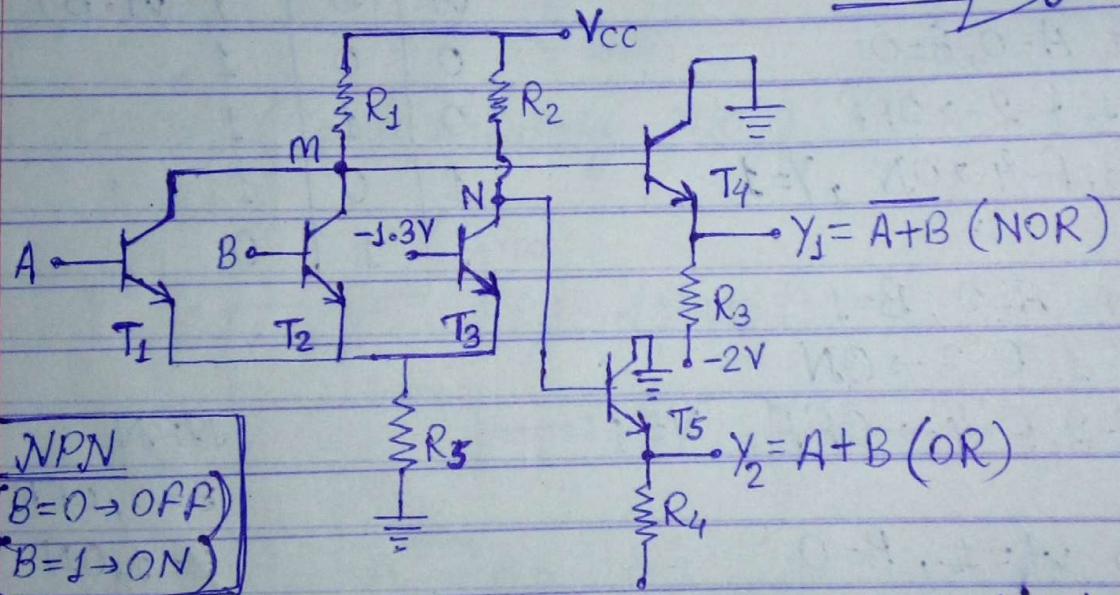 VCC
R1
R2
M
T4
N
-1.3V
A
B
Y1 = \overline{A+B} (NOR)
T1
T2
T3
R3
-2V
R5
T5
Y2 = A+B (OR)
R4
NPN
B=0→OFF
B=1→ON